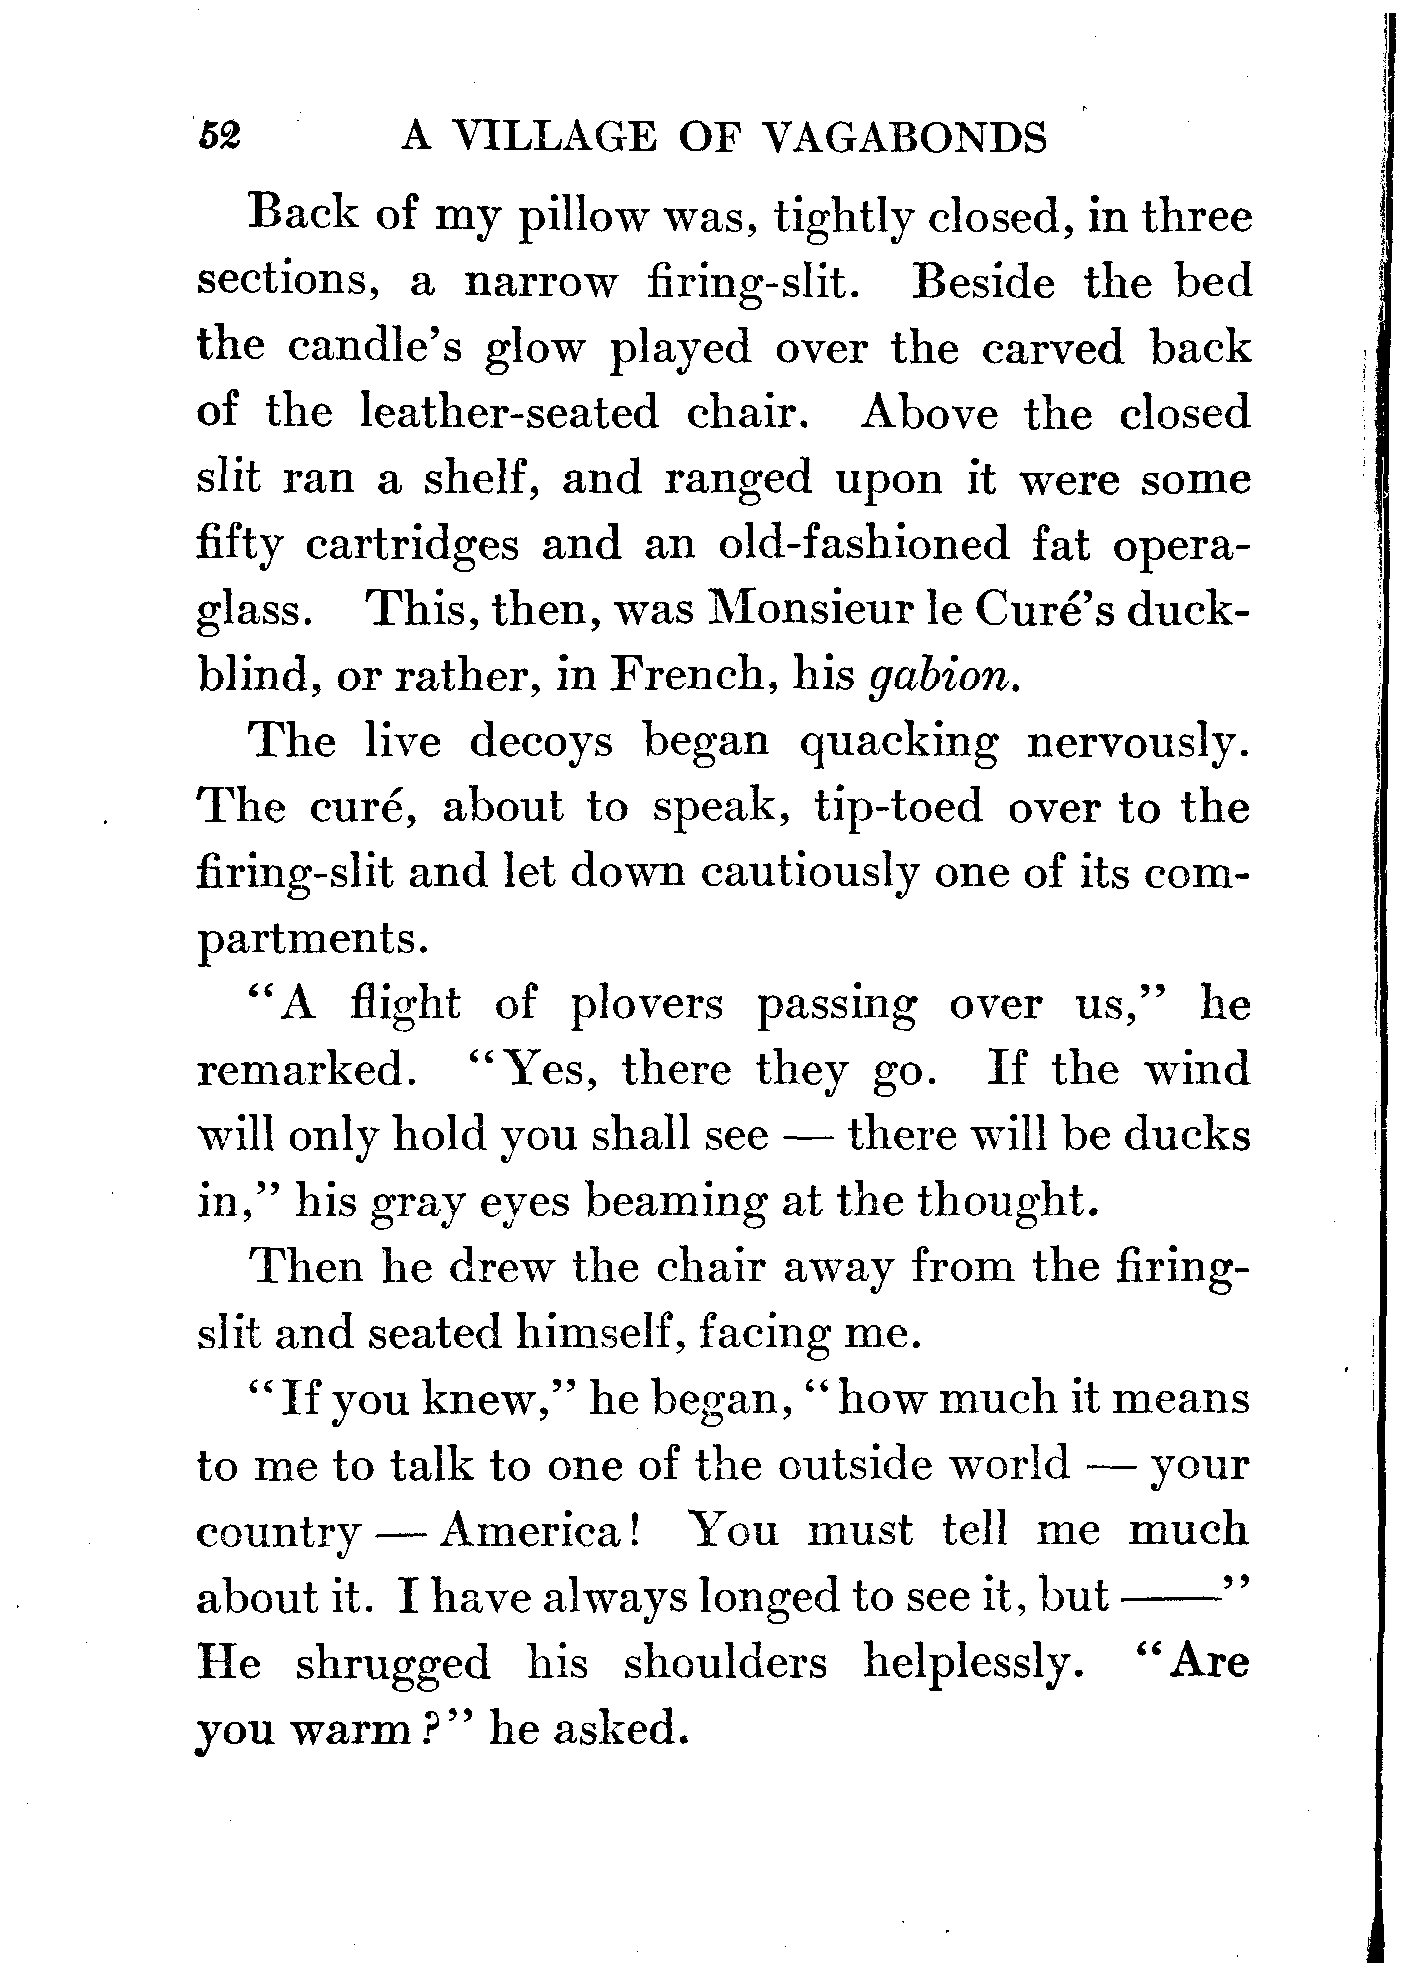 52 A VILLAGE OF VAGABONDS
Back of my pillow was, tightly closed, in three
sections, a narrow firing-slit. Beside the bed
the candle's glow played over the carved back
of the leather-seated chair. Above the closed
slit ran a shelf, and ranged upon it were some
fifty cartridges and an old-fashioned fat opera-
glass. This, then, was Monsieur le Curé's duck-
blind, or rather, in French, his gabion.
The live decoys began quacking nervously.
The curé, about to speak, tip-toed over to the
firing-slit and let down cautiously one of its com-
partments.
"A flight of plovers passing over us," he
remarked. "Yes, there they go. If the wind
will only hold you shall see — there will be ducks
in," his gray eyes beaming at the thought.
Then he drew the chair away from the firing-
slit and seated himself, facing me.
"If you knew," he began, "how much it means
to me to talk to one of the outside world — your
country — America! You must tell me much
about it. I have always longed to see it, but ——"
He shrugged his shoulders helplessly. "Are
you warm?" he asked.